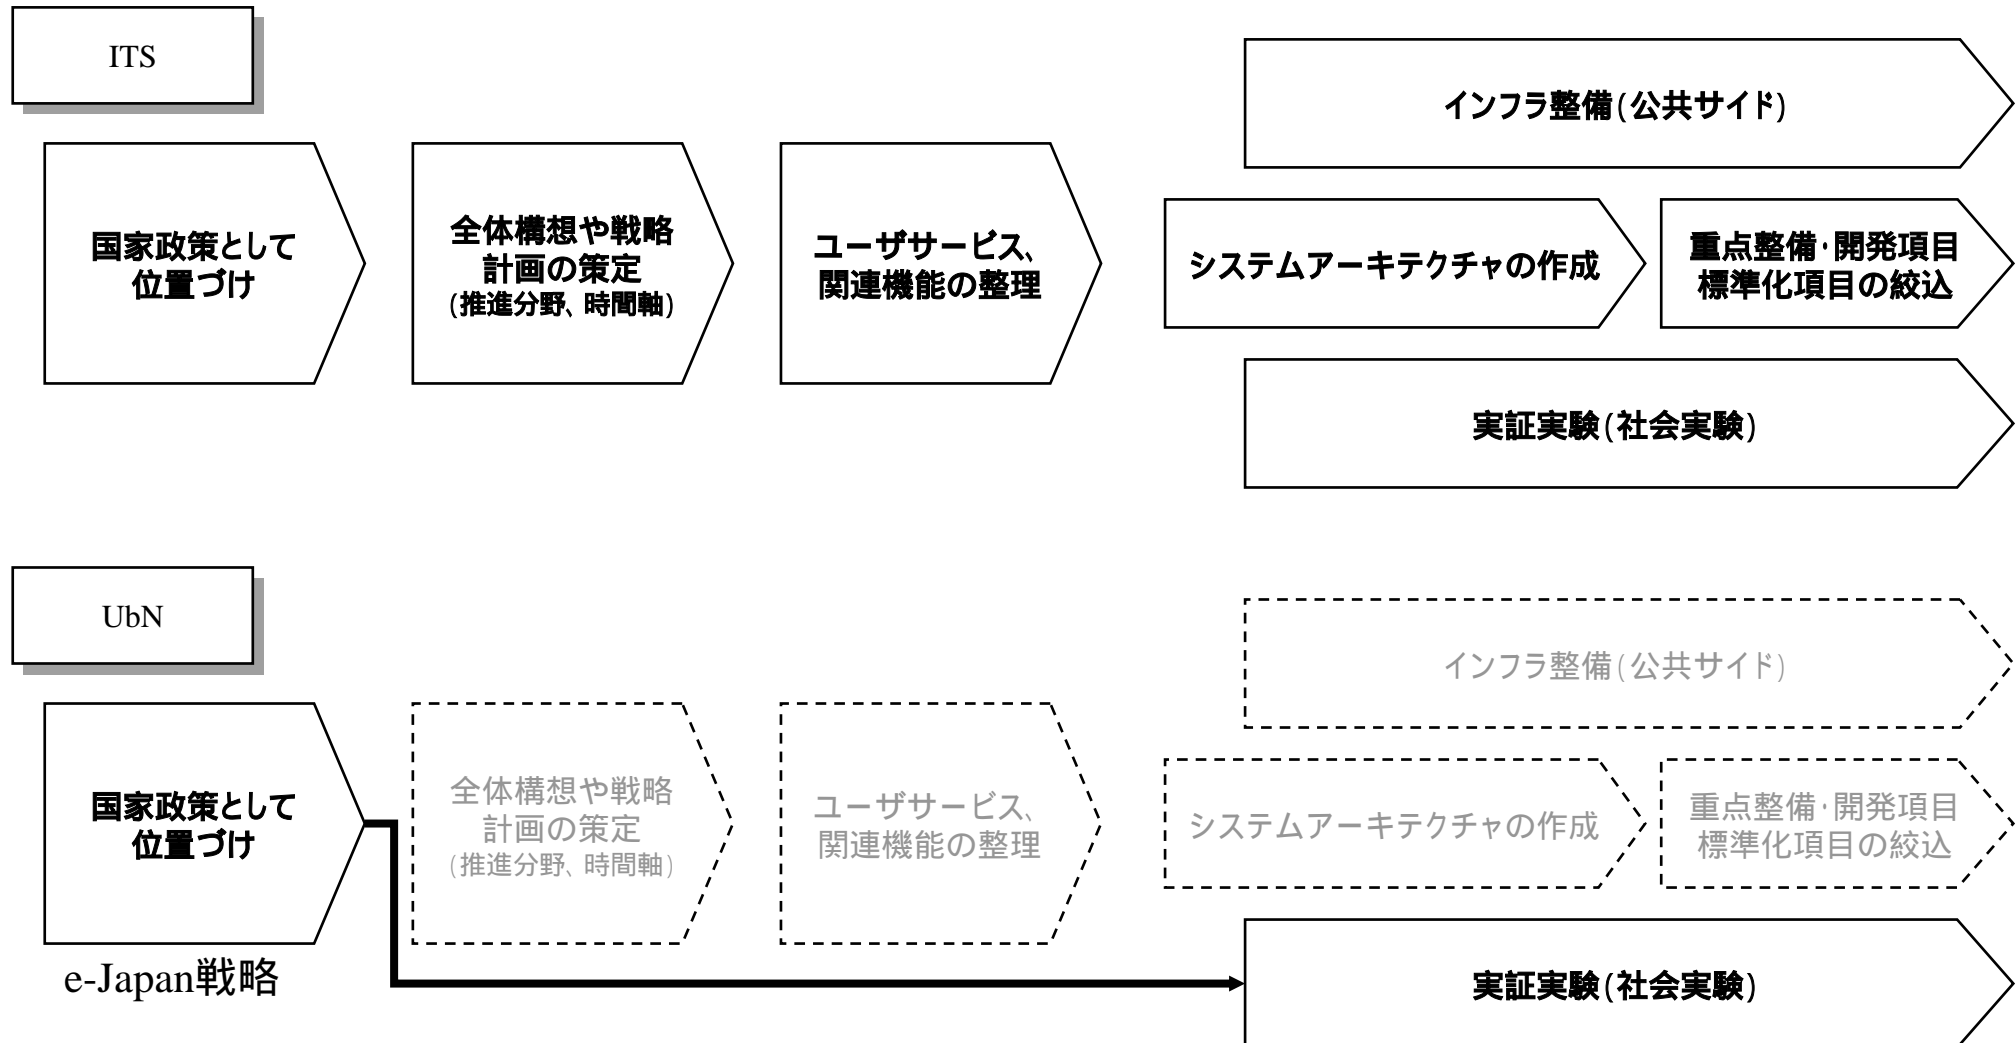 ITS
国家政策として
位置づけ
全体構想や戦略
計画の策定
(推進分野、時間軸)
ユーザサービス、
関連機能の整理
インフラ整備(公共サイド)
システムアーキテクチャの作成
重点整備・開発項目
標準化項目の絞込
実証実験(社会実験)
UbN
国家政策として
位置づけ
e-Japan戦略
全体構想や戦略
計画の策定
(推進分野、時間軸)
ユーザサービス、
関連機能の整理
インフラ整備(公共サイド)
システムアーキテクチャの作成
重点整備・開発項目
標準化項目の絞込
実証実験(社会実験)